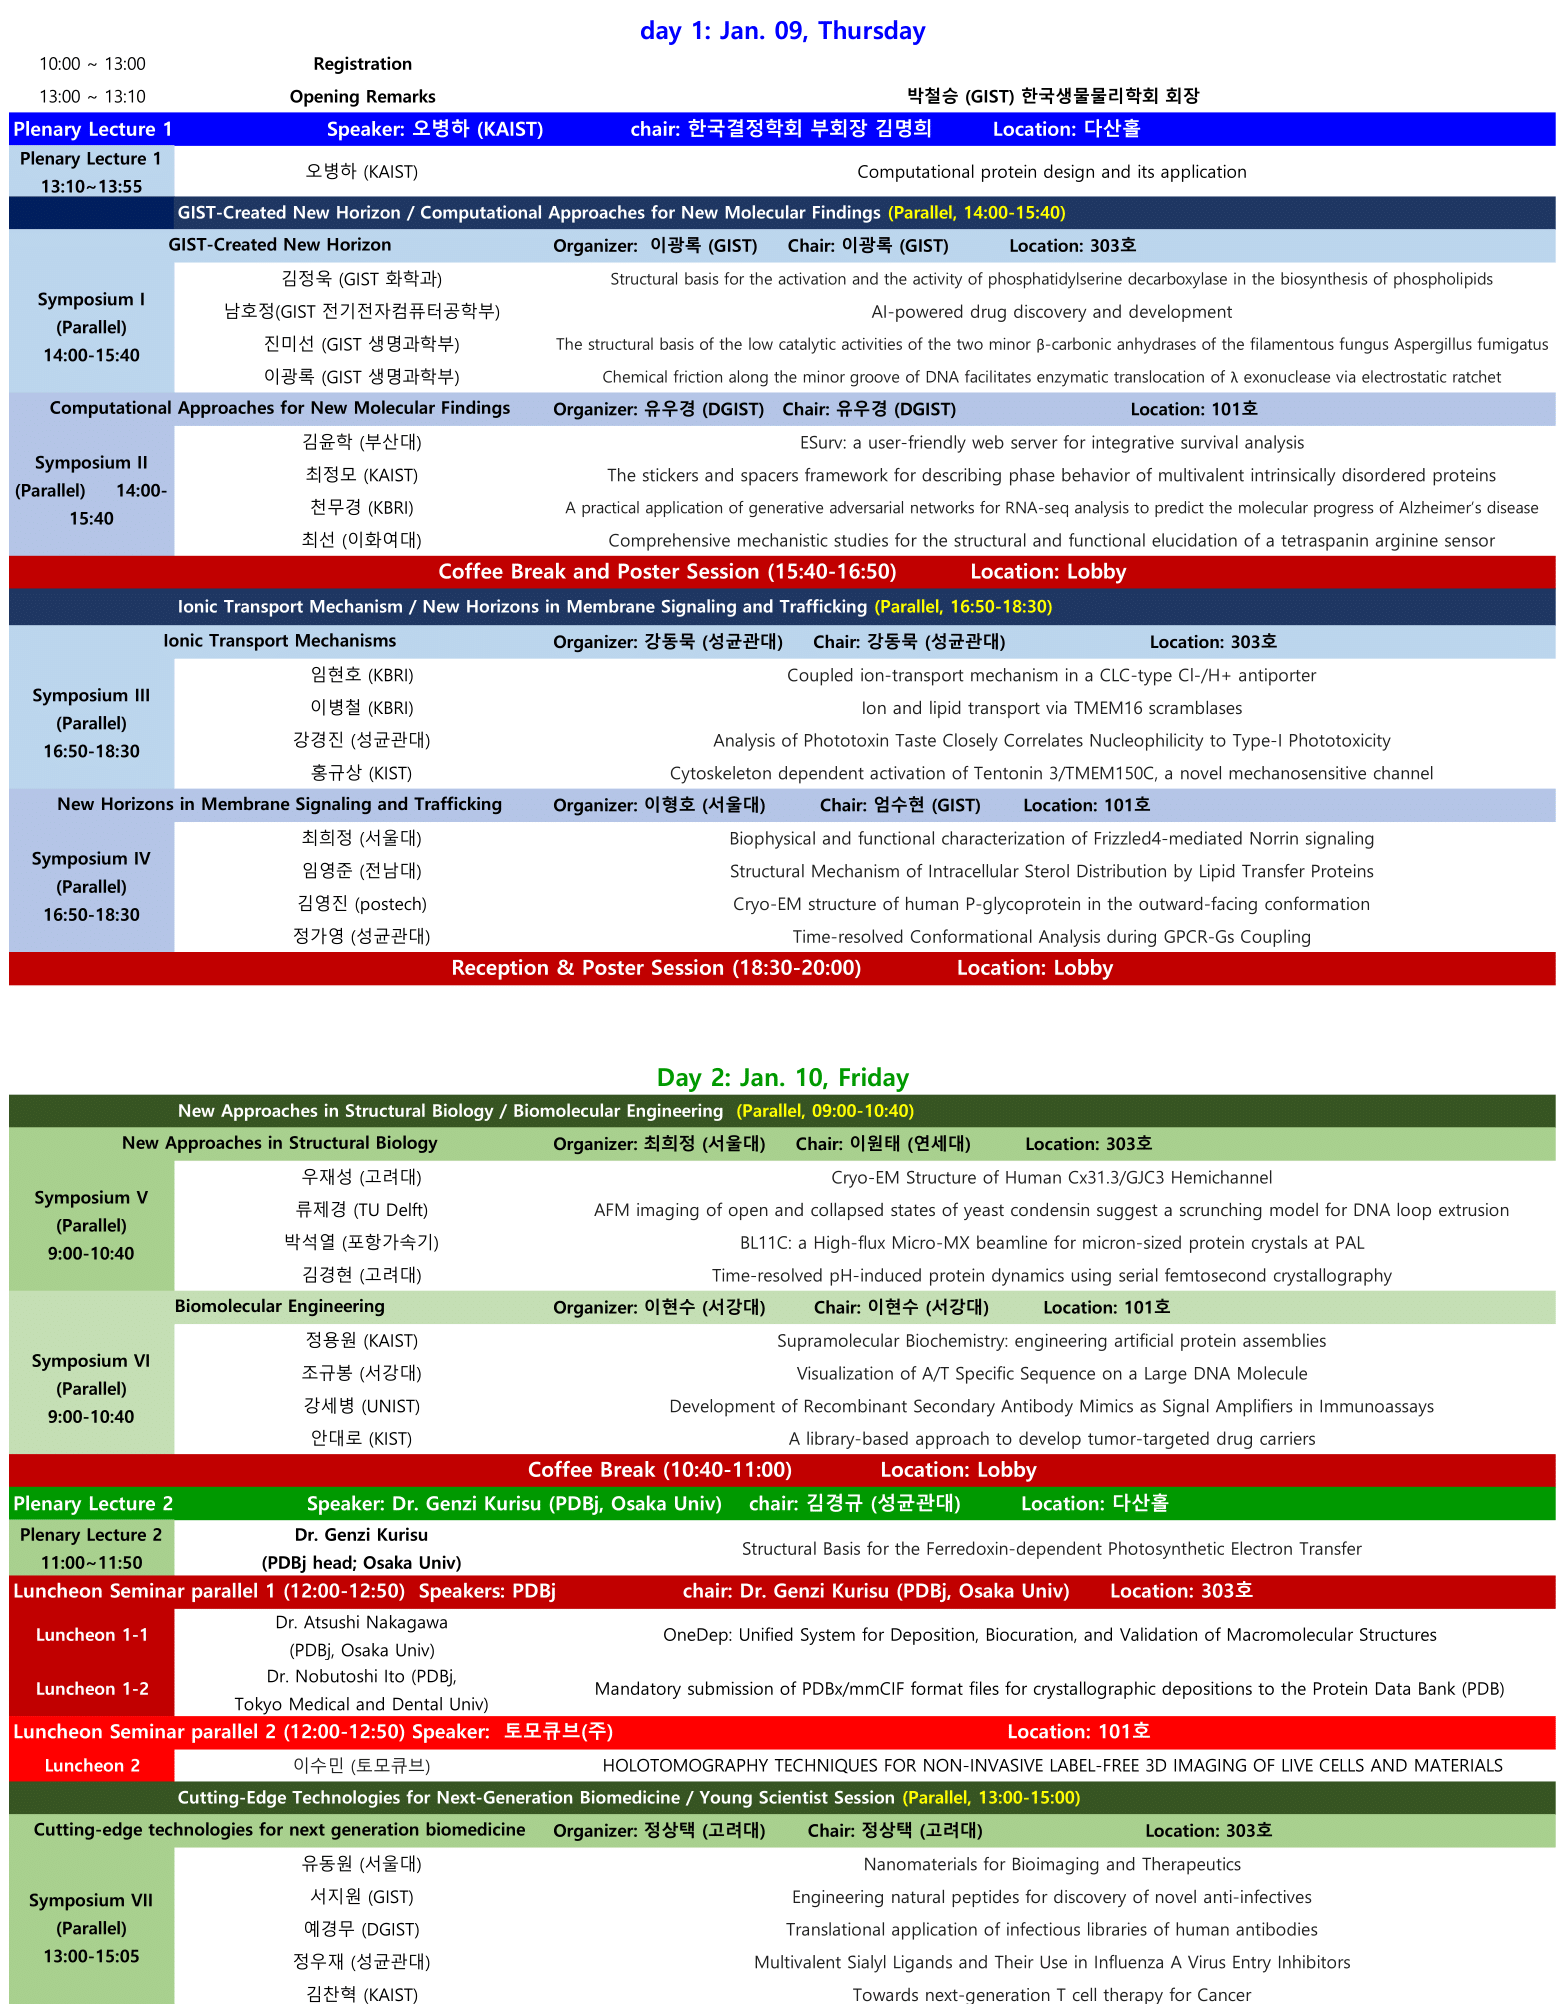 day 1: Jan. 09, Thursday
10:00 ~ 13:00 Registration
13:00 ~ 13:10 Opening Remarks 박철승 (GIST) 한국생물물리학회 회장
Plenary Lecture 1 Speaker: 오병하 (KAIST) chair: 한국결정학회 부회장 김명희 Location: 다산홀
Plenary Lecture 1
13:10~13:55
오병하 (KAIST) Computational protein design and its application
GIST-Created New Horizon / Computational Approaches for New Molecular Findings (Parallel, 14:00-15:40)
GIST-Created New Horizon Organizer: 이광록 (GIST) Chair: 이광록 (GIST) Location: 303호
Symposium I
(Parallel)
14:00-15:40
김정욱 (GIST 화학과) Structural basis for the activation and the activity of phosphatidylserine decarboxylase in the biosynthesis of phospholipids
남호정(GIST 전기전자컴퓨터공학부) AI-powered drug discovery and development
진미선 (GIST 생명과학부) The structural basis of the low catalytic activities of the two minor β-carbonic anhydrases of the filamentous fungus Aspergillus fumigatus
이광록 (GIST 생명과학부) Chemical friction along the minor groove of DNA facilitates enzymatic translocation of λ exonuclease via electrostatic ratchet
Computational Approaches for New Molecular Findings Organizer: 유우경 (DGIST) Chair: 유우경 (DGIST) Location: 101호
Symposium II
(Parallel) 14:00-
15:40
김윤학 (부산대) ESurv: a user-friendly web server for integrative survival analysis
최정모 (KAIST) The stickers and spacers framework for describing phase behavior of multivalent intrinsically disordered proteins
천무경 (KBRI) A practical application of generative adversarial networks for RNA-seq analysis to predict the molecular progress of Alzheimer's disease
최선 (이화여대) Comprehensive mechanistic studies for the structural and functional elucidation of a tetraspanin arginine sensor
Coffee Break and Poster Session (15:40-16:50) Location: Lobby
Ionic Transport Mechanism / New Horizons in Membrane Signaling and Trafficking (Parallel, 16:50-18:30)
Ionic Transport Mechanisms Organizer: 강동묵 (성균관대) Chair: 강동묵 (성균관대) Location: 303호
Symposium III
(Parallel)
16:50-18:30
임현호 (KBRI) Coupled ion-transport mechanism in a CLC-type Cl-/H+ antiporter
이병철 (KBRI) Ion and lipid transport via TMEM16 scramblases
강경진 (성균관대) Analysis of Phototoxin Taste Closely Correlates Nucleophilicity to Type-I Phototoxicity
홍규상 (KIST) Cytoskeleton dependent activation of Tentonin 3/TMEM150C, a novel mechanosensitive channel
New Horizons in Membrane Signaling and Trafficking Organizer: 이형호 (서울대) Chair: 엄수현 (GIST) Location: 101호
Symposium IV
(Parallel)
16:50-18:30
최희정 (서울대) Biophysical and functional characterization of Frizzled4-mediated Norrin signaling
임영준 (전남대) Structural Mechanism of Intracellular Sterol Distribution by Lipid Transfer Proteins
김영진 (postech) Cryo-EM structure of human P-glycoprotein in the outward-facing conformation
정가영 (성균관대) Time-resolved Conformational Analysis during GPCR-Gs Coupling
Reception & Poster Session (18:30-20:00) Location: Lobby
Day 2: Jan. 10, Friday
New Approaches in Structural Biology / Biomolecular Engineering (Parallel, 09:00-10:40)
New Approaches in Structural Biology Organizer: 최희정 (서울대) Chair: 이원태 (연세대) Location: 303호
Symposium V
(Parallel)
9:00-10:40
우재성 (고려대) Cryo-EM Structure of Human Cx31.3/GJC3 Hemichannel
류제경 (TU Delft) AFM imaging of open and collapsed states of yeast condensin suggest a scrunching model for DNA loop extrusion
박석열 (포항가속기) BL11C: a High-flux Micro-MX beamline for micron-sized protein crystals at PAL
김경현 (고려대) Time-resolved pH-induced protein dynamics using serial femtosecond crystallography
Biomolecular Engineering Organizer: 이현수 (서강대) Chair: 이현수 (서강대) Location: 101호
Symposium VI
(Parallel)
9:00-10:40
정용원 (KAIST) Supramolecular Biochemistry: engineering artificial protein assemblies
조규봉 (서강대) Visualization of A/T Specific Sequence on a Large DNA Molecule
강세병 (UNIST) Development of Recombinant Secondary Antibody Mimics as Signal Amplifiers in Immunoassays
안대로 (KIST) A library-based approach to develop tumor-targeted drug carriers
Coffee Break (10:40-11:00) Location: Lobby
Plenary Lecture 2 Speaker: Dr. Genzi Kurisu (PDBj, Osaka Univ) chair: 김경규 (성균관대) Location: 다산홀
Plenary Lecture 2
11:00~11:50
Dr. Genzi Kurisu
(PDBj head; Osaka Univ)
Structural Basis for the Ferredoxin-dependent Photosynthetic Electron Transfer
Luncheon Seminar parallel 1 (12:00-12:50) Speakers: PDBj chair: Dr. Genzi Kurisu (PDBj, Osaka Univ) Location: 303호
Luncheon 1-1
Dr. Atsushi Nakagawa
(PDBj, Osaka Univ)
OneDep: Unified System for Deposition, Biocuration, and Validation of Macromolecular Structures
Luncheon 1-2
Dr. Nobutoshi Ito (PDBj,
Tokyo Medical and Dental Univ)
Mandatory submission of PDBx/mmCIF format files for crystallographic depositions to the Protein Data Bank (PDB)
Luncheon Seminar parallel 2 (12:00-12:50) Speaker: 토모큐브(주) Location: 101호
Luncheon 2 이수민 (토모큐브) HOLOTOMOGRAPHY TECHNIQUES FOR NON-INVASIVE LABEL-FREE 3D IMAGING OF LIVE CELLS AND MATERIALS
Cutting-Edge Technologies for Next-Generation Biomedicine / Young Scientist Session (Parallel, 13:00-15:00)
Cutting-edge technologies for next generation biomedicine Organizer: 정상택 (고려대) Chair: 정상택 (고려대) Location: 303호
Symposium VII
(Parallel)
13:00-15:05
유동원 (서울대) Nanomaterials for Bioimaging and Therapeutics
서지원 (GIST) Engineering natural peptides for discovery of novel anti-infectives
예경무 (DGIST) Translational application of infectious libraries of human antibodies
정우재 (성균관대) Multivalent Sialyl Ligands and Their Use in Influenza A Virus Entry Inhibitors
김찬혁 (KAIST) Towards next-generation T cell therapy for Cancer